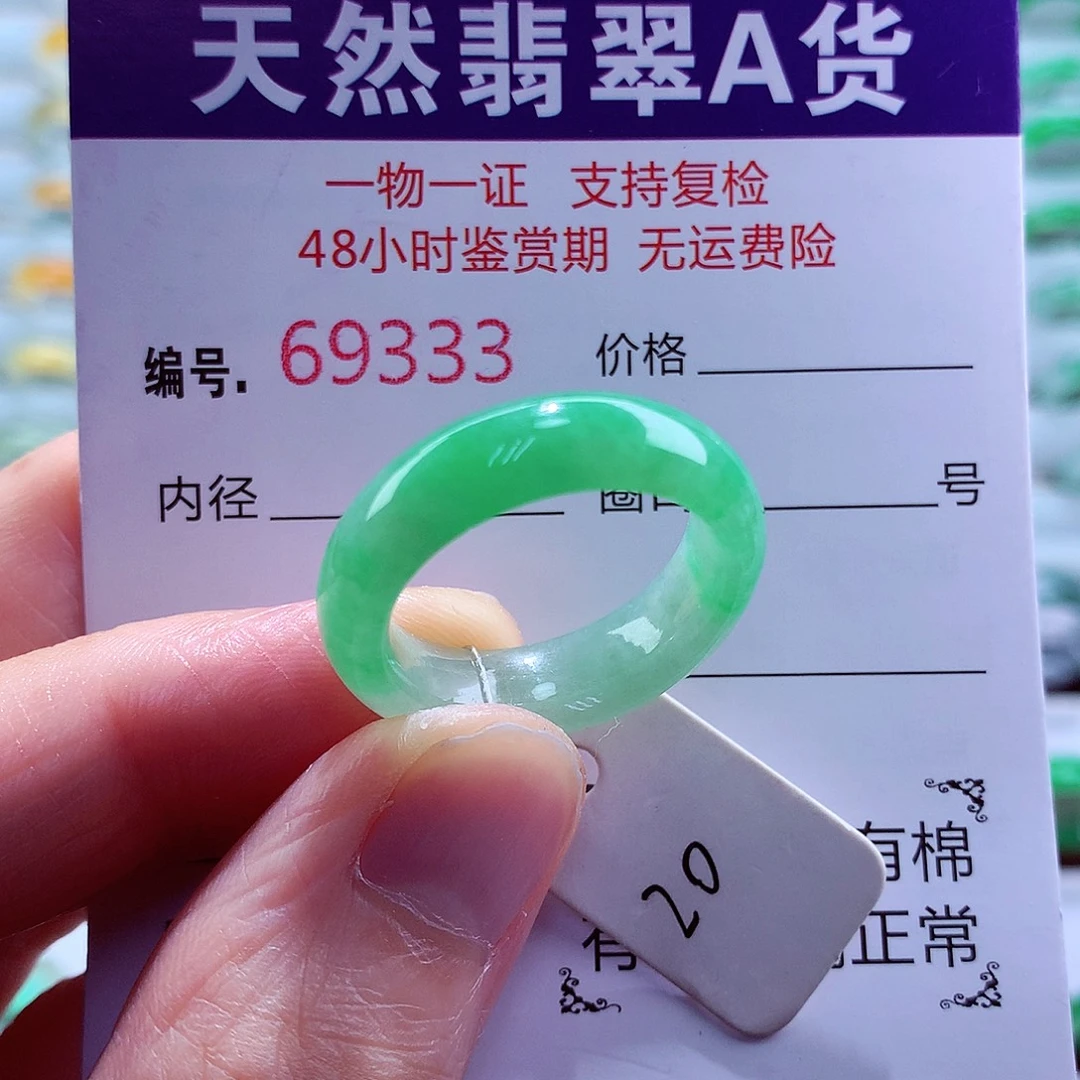 天然翡翠A货
一物一证 支持复检
48小时鉴赏期 无运费险
编号. 69333 价格
内径 号
20
有棉
有 正常